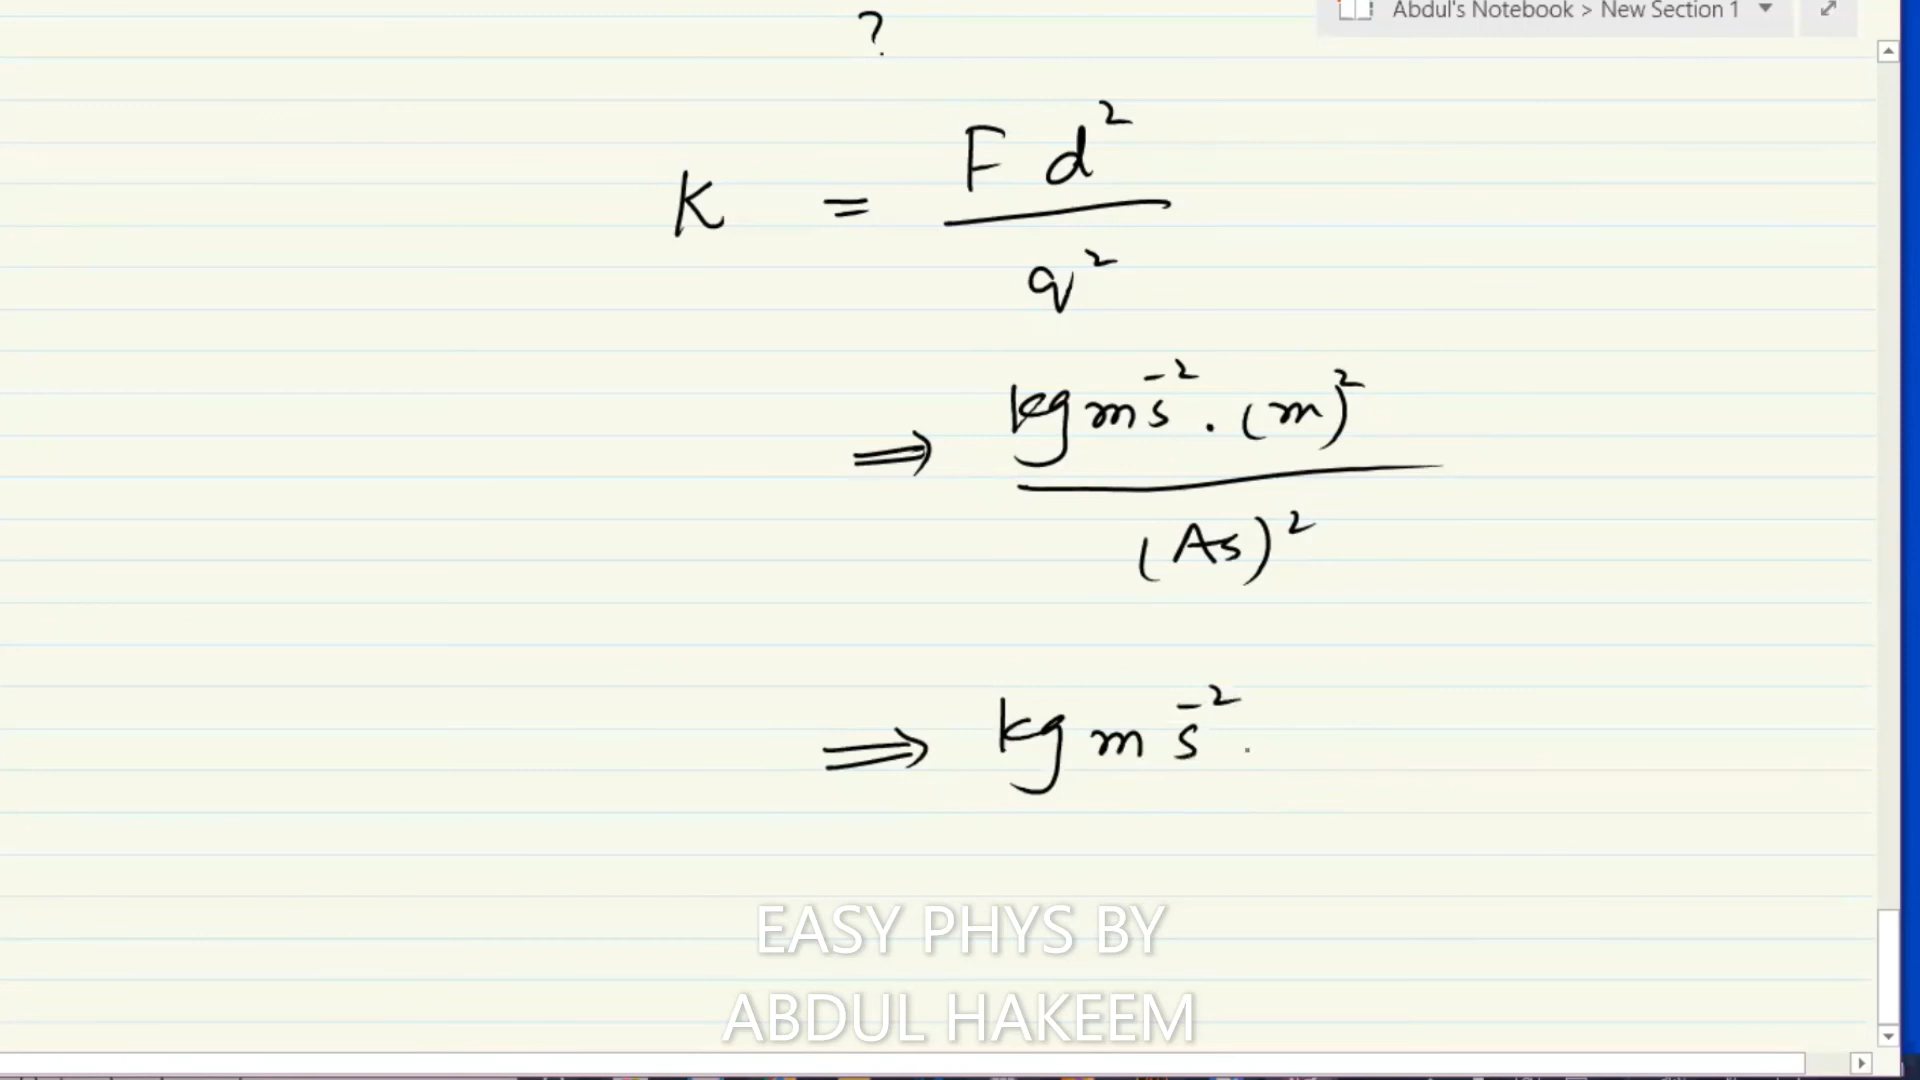 Abdul's Notebook > New Section 1
?
K = F d² / q²
⇒ kg m s⁻² . (m)² / (As)²
⇒ kg m s⁻² .
EASY PHYS BY
ABDUL HAKEEM